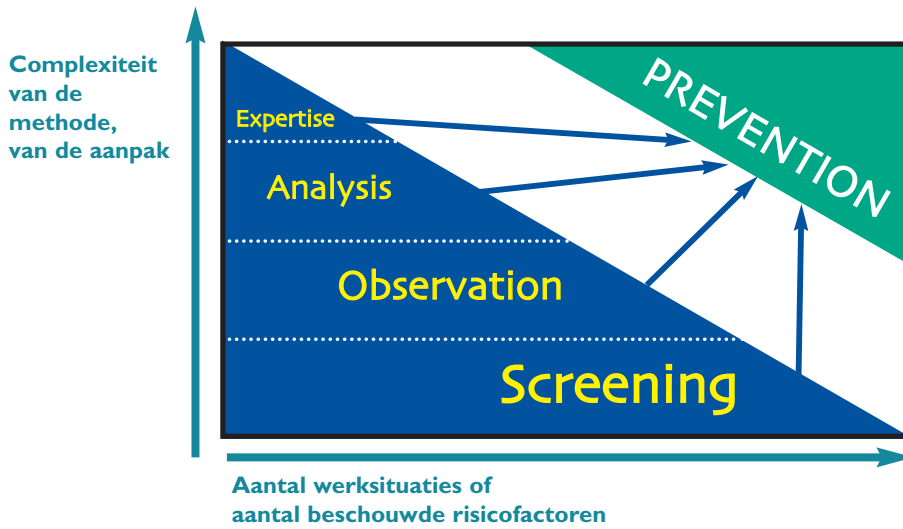 Complexiteit
van de
methode,
van de aanpak
Expertise
Analysis
Observation
Screening
PREVENTION
Aantal werksituaties of
aantal beschouwde risicofactoren